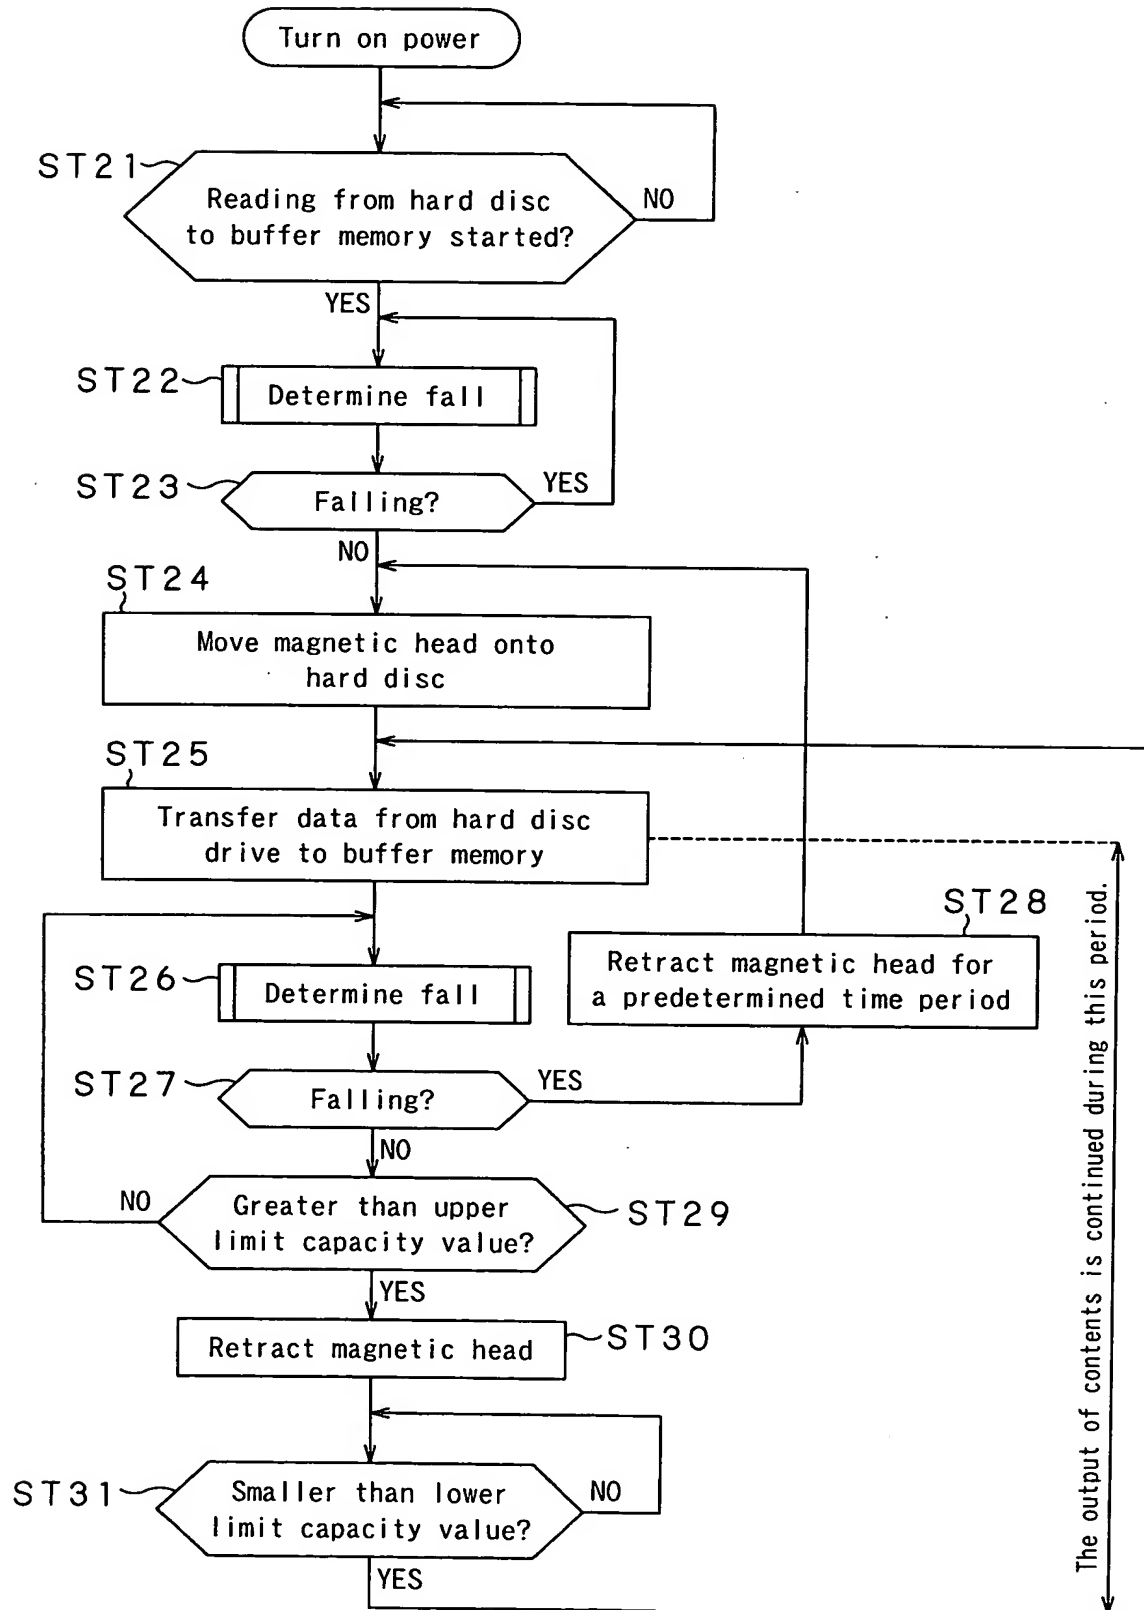 Turn on power
ST21
Reading from hard disc
to buffer memory started?
NO
YES
ST22
Determine fall
ST23
Falling?
YES
NO
ST24
Move magnetic head onto
hard disc
ST25
Transfer data from hard disc
drive to buffer memory
ST28
Retract magnetic head for
a predetermined time period
ST26
Determine fall
ST27
Falling?
YES
NO
NO
Greater than upper
limit capacity value?
ST29
YES
Retract magnetic head
ST30
ST31
Smaller than lower
limit capacity value?
NO
YES
The output of contents is continued during this period.